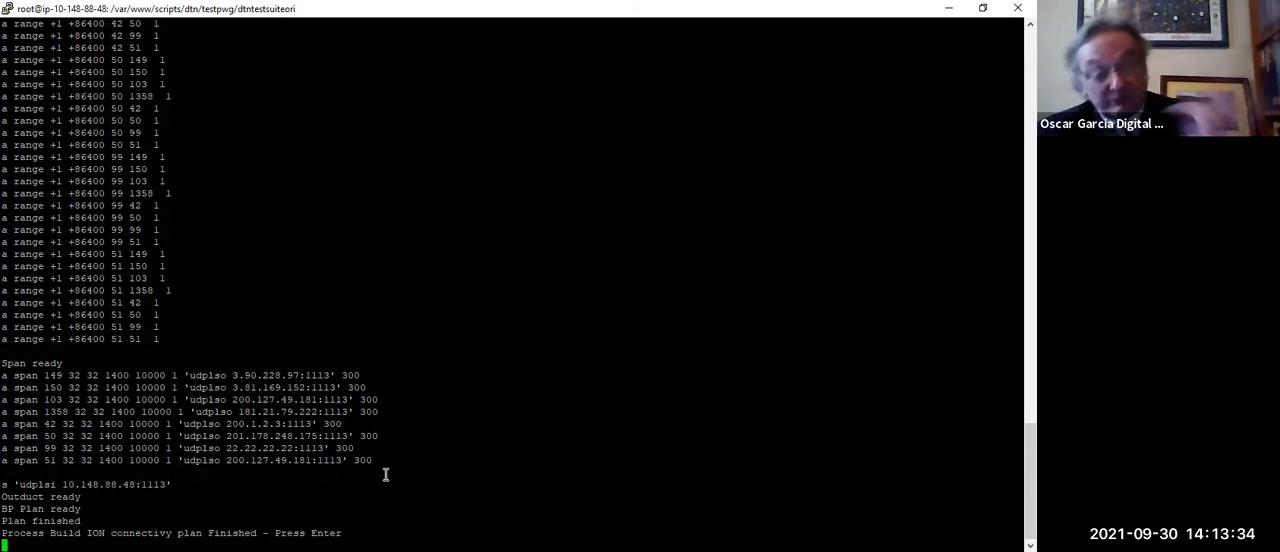 root@ip-10-148-88-48: /var/www/scripts/dtn/testpwg/dtntestsuiteori
a range +1 +86400 42 50  1
a range +1 +86400 42 99  1
a range +1 +86400 42 51  1
a range +1 +86400 50 149  1
a range +1 +86400 50 150  1
a range +1 +86400 50 103  1
a range +1 +86400 50 1358  1
a range +1 +86400 50 42  1
a range +1 +86400 50 50  1
a range +1 +86400 50 99  1
a range +1 +86400 50 51  1
a range +1 +86400 99 149  1
a range +1 +86400 99 150  1
a range +1 +86400 99 103  1
a range +1 +86400 99 1358  1
a range +1 +86400 99 42  1
a range +1 +86400 99 50  1
a range +1 +86400 99 99  1
a range +1 +86400 99 51  1
a range +1 +86400 51 149  1
a range +1 +86400 51 150  1
a range +1 +86400 51 103  1
a range +1 +86400 51 1358  1
a range +1 +86400 51 42  1
a range +1 +86400 51 50  1
a range +1 +86400 51 99  1
a range +1 +86400 51 51  1
Span ready
a span 149 32 32 1400 10000 1 'udplso 3.90.228.97:1113' 300
a span 150 32 32 1400 10000 1 'udplso 3.81.169.152:1113' 300
a span 103 32 32 1400 10000 1 'udplso 200.127.49.181:1113' 300
a span 1358 32 32 1400 10000 1 'udplso 181.21.79.222:1113' 300
a span 42 32 32 1400 10000 1 'udplso 200.1.2.3:1113' 300
a span 50 32 32 1400 10000 1 'udplso 201.178.248.175:1113' 300
a span 99 32 32 1400 10000 1 'udplso 22.22.22.22:1113' 300
a span 51 32 32 1400 10000 1 'udplso 200.127.49.181:1113' 300
s 'udplsi 10.148.88.48:1113'
Outduct ready
BP Plan ready
Plan finished
Process Build ION connectivy plan Finished - Press Enter
Oscar Garcia Digital ...
2021-09-30 14:13:34